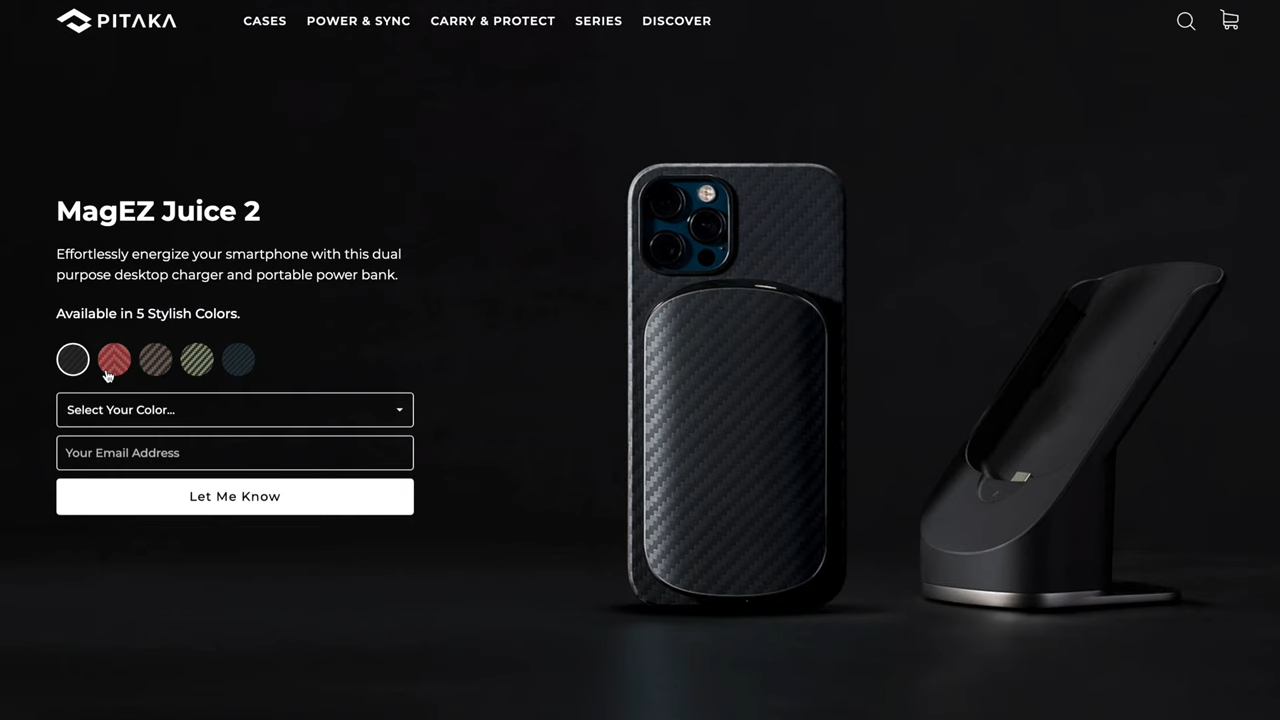 PITAKA
CASES
POWER & SYNC
CARRY & PROTECT
SERIES
DISCOVER
MagEZ Juice 2
Effortlessly energize your smartphone with this dual
purpose desktop charger and portable power bank.
Available in 5 Stylish Colors.
Select Your Color...
Your Email Address
Let Me Know